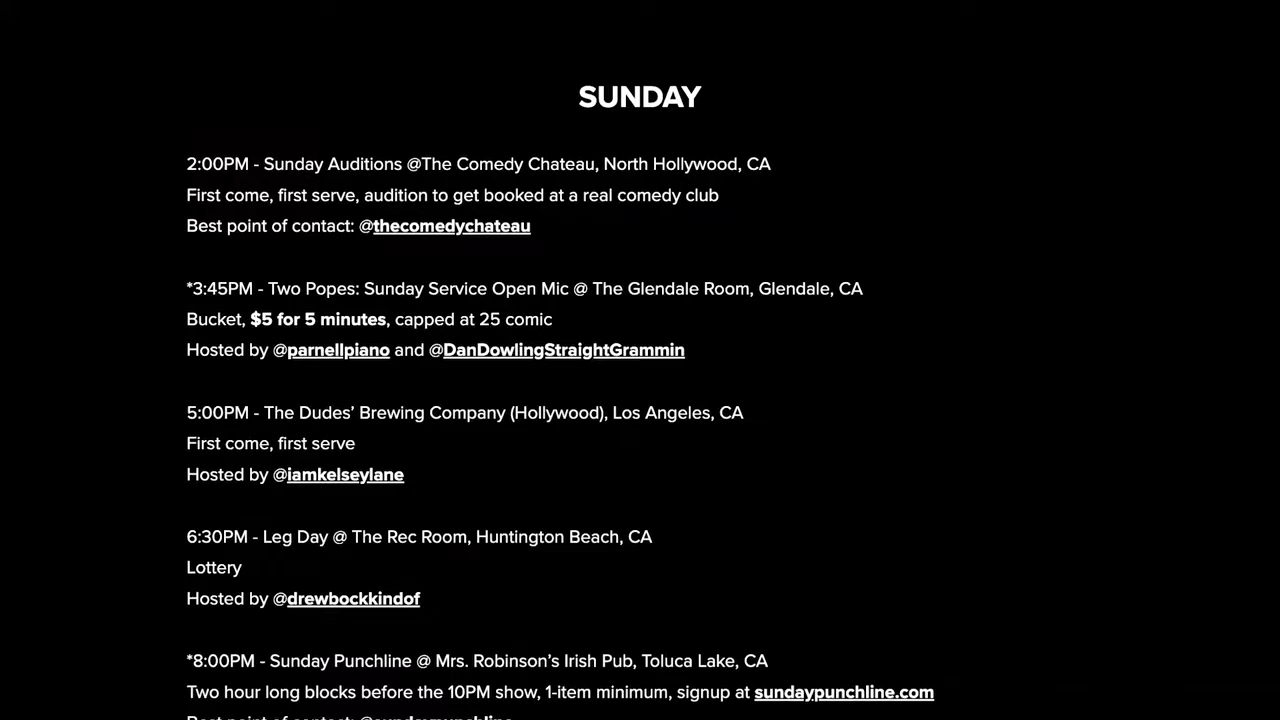 SUNDAY
2:00PM - Sunday Auditions @The Comedy Chateau, North Hollywood, CA
First come, first serve, audition to get booked at a real comedy club
Best point of contact: @thecomedychateau
*3:45PM - Two Popes: Sunday Service Open Mic @ The Glendale Room, Glendale, CA
Bucket, $5 for 5 minutes, capped at 25 comic
Hosted by @parnellpiano and @DanDowlingStraightGrammin
5:00PM - The Dudes’ Brewing Company (Hollywood), Los Angeles, CA
First come, first serve
Hosted by @iamkelseylane
6:30PM - Leg Day @ The Rec Room, Huntington Beach, CA
Lottery
Hosted by @drewbockkindof
*8:00PM - Sunday Punchline @ Mrs. Robinson’s Irish Pub, Toluca Lake, CA
Two hour long blocks before the 10PM show, 1-item minimum, signup at sundaypunchline.com
Best point of contact: @sundaypunchline